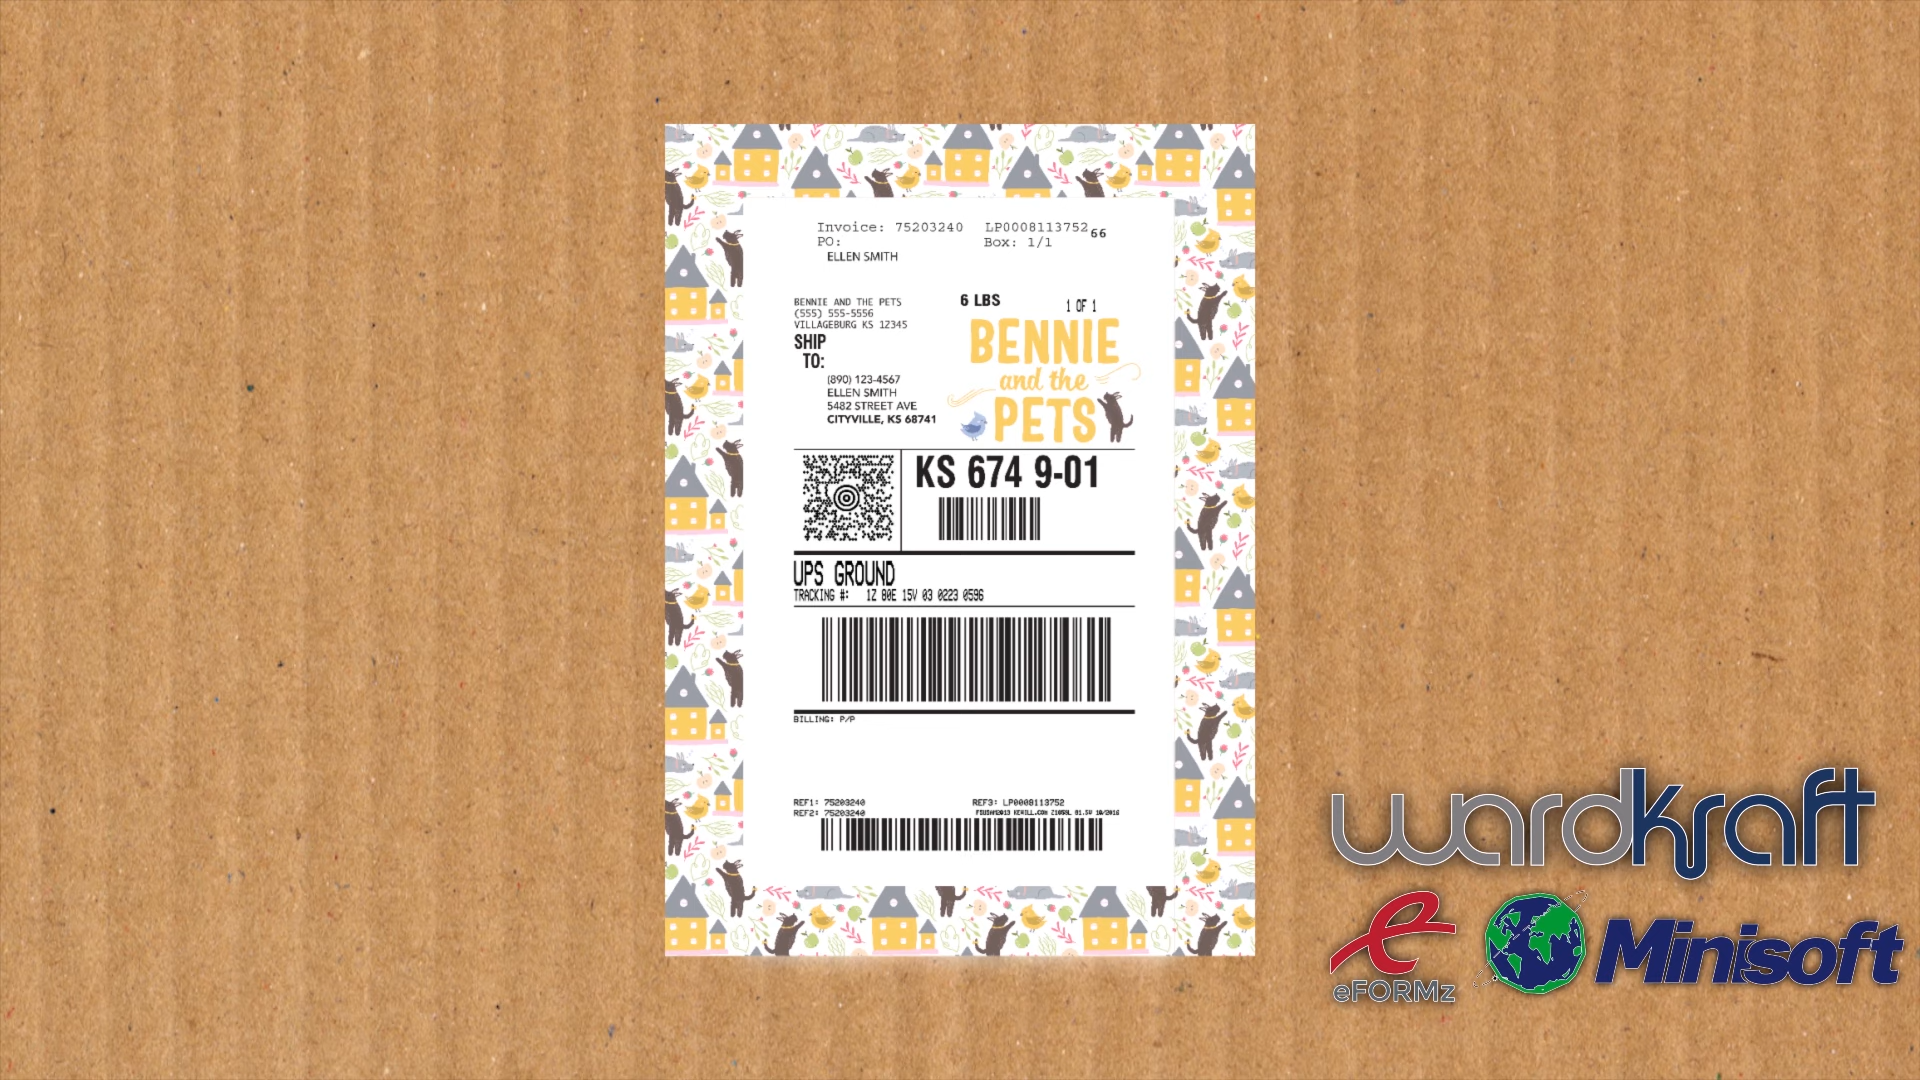 Invoice: 75203240 LP0008113752 66
PO: Box: 1/1
ELLEN SMITH
BENNIE AND THE PETS
(555) 555-5556
VILLAGEBURG KS 12345
6 LBS
1 OF 1
BENNIE
and the
PETS
SHIP
TO:
(890) 123-4567
ELLEN SMITH
5482 STREET AVE
CITYVILLE, KS 68741
KS 674 9-01
UPS GROUND
TRACKING #: 1Z 80E 15V 03 0223 0596
BILLING: P/P
REF1: 75203240 REF3: LP0008113752
REF2: 75203240
wardkraft
eFORMz
Minisoft